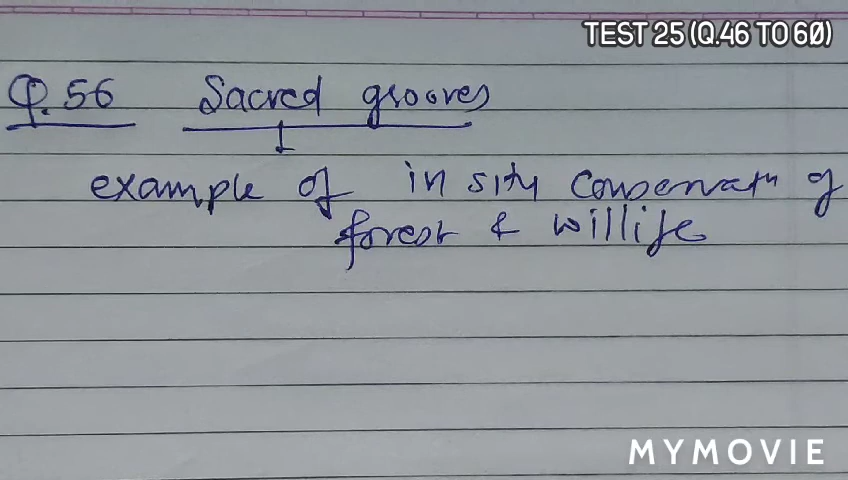 TEST 25 (Q.46 TO 60)
Q. 56 Sacred grooves
example of in situ conservatn of
forest & willife
MYMOVIE